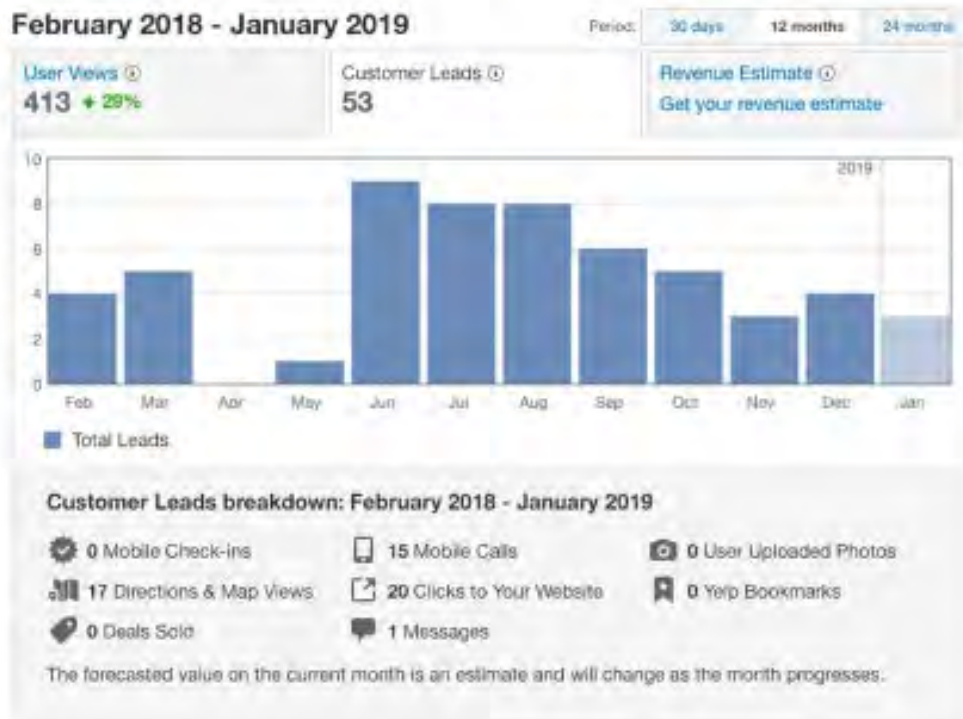 February 2018 - January 2019
Period: 30 days 12 months 24 months
User Views
413 29%
Customer Leads
53
Revenue Estimate
Get your revenue estimate
10
8
6
4
2
0
2019
Feb Mar Apr May Jun Jul Aug Sep Oct Nov Dec Jan
Total Leads
Customer Leads breakdown: February 2018 - January 2019
0 Mobile Check-ins 15 Mobile Calls 0 User Uploaded Photos
17 Directions & Map Views 20 Clicks to Your Website 0 Yelp Bookmarks
0 Deals Sold 1 Messages
The forecasted value on the current month is an estimate and will change as the month progresses.